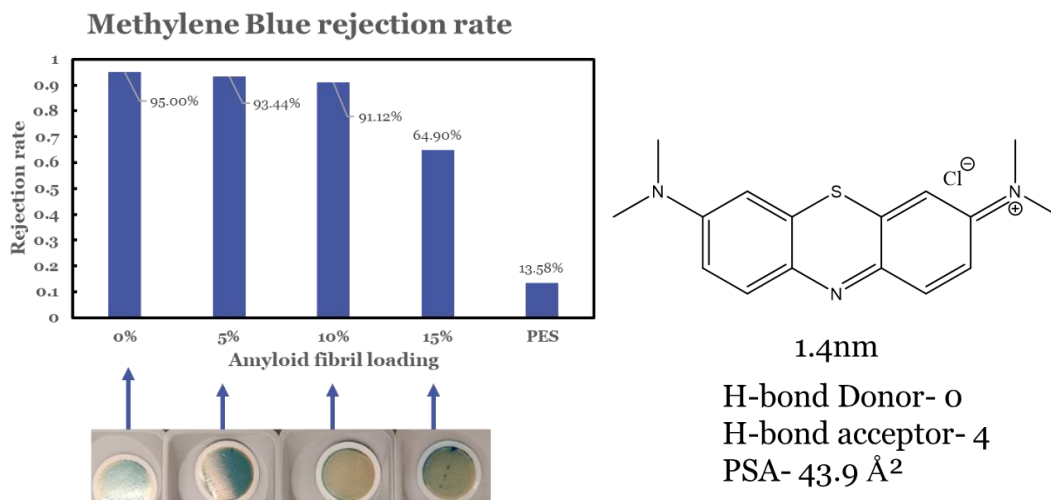 Methylene Blue rejection rate
Rejection rate
1
0.9
0.8
0.7
0.6
0.5
0.4
0.3
0.2
0.1
0
95.00%
93.44%
91.12%
64.90%
13.58%
0%
5%
10%
15%
PES
Amyloid fibril loading
N
S
Cl⊖
N
⊕
N
1.4nm
H-bond Donor- 0
H-bond acceptor- 4
PSA- 43.9 Å²